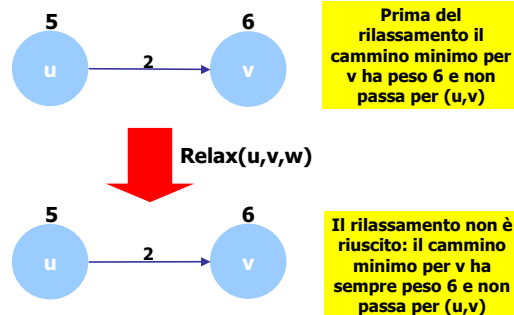 5
6
u
2
v
Prima del
rilassamento il
cammino minimo per
v ha peso 6 e non
passa per (u,v)
Relax(u,v,w)
5
6
u
2
v
Il rilassamento non è
riuscito: il cammino
minimo per v ha
sempre peso 6 e non
passa per (u,v)